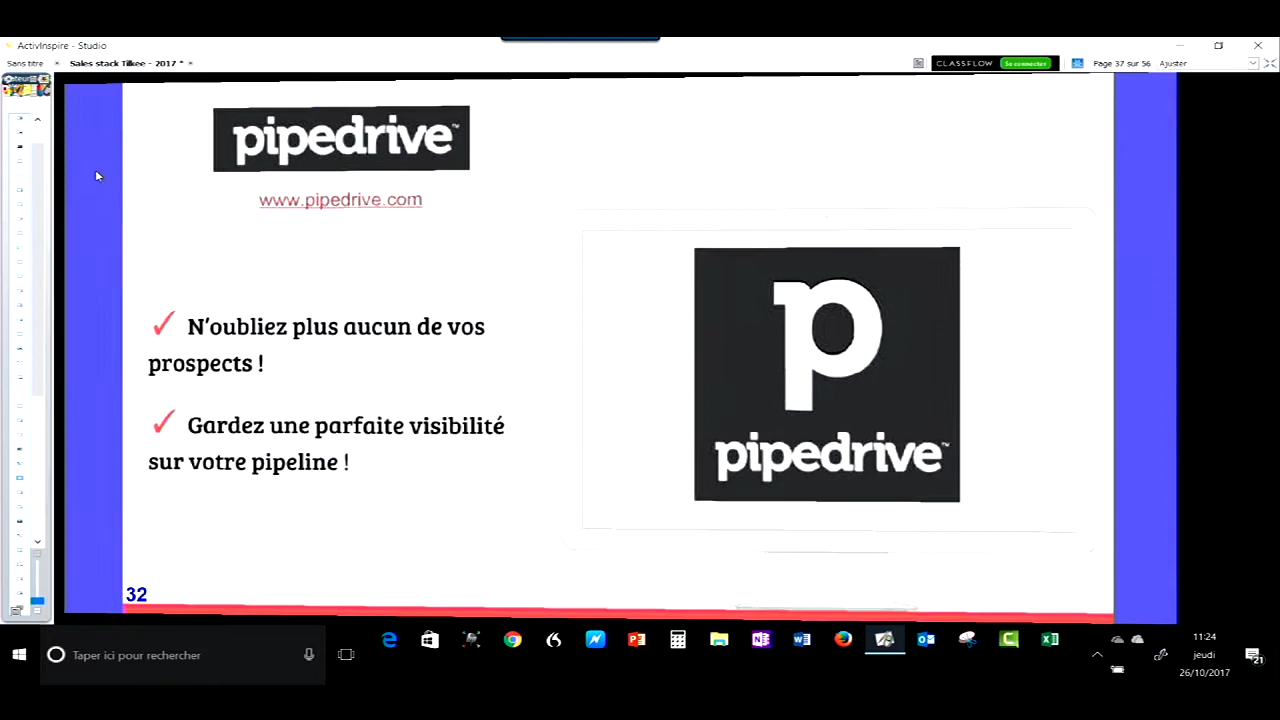 ActivInspire - Studio
Sans titre
Sales stack Tilkee - 2017 *
CLASSFLOW
Se connecter
Page 37 sur 56
Ajuster
pipedrive™
www.pipedrive.com
✓ N'oubliez plus aucun de vos
prospects !
✓ Gardez une parfaite visibilité
sur votre pipeline !
p
pipedrive™
32
Taper ici pour rechercher
11:24
jeudi
26/10/2017
21